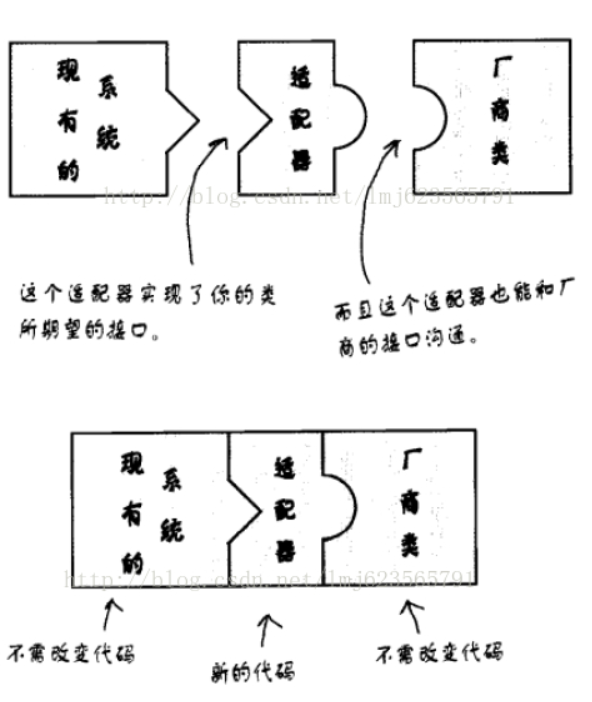 现有的
系统
适配器
厂商类
http://blog.csdn.net/lmj623565791
这个适配器实现了你的类
所期望的接口。
而且这个适配器也能和厂
商的接口沟通。
现有的
系统
适配器
厂商类
http://blog.csdn.net/lmj623565791
不需改变代码
新的代码
不需改变代码